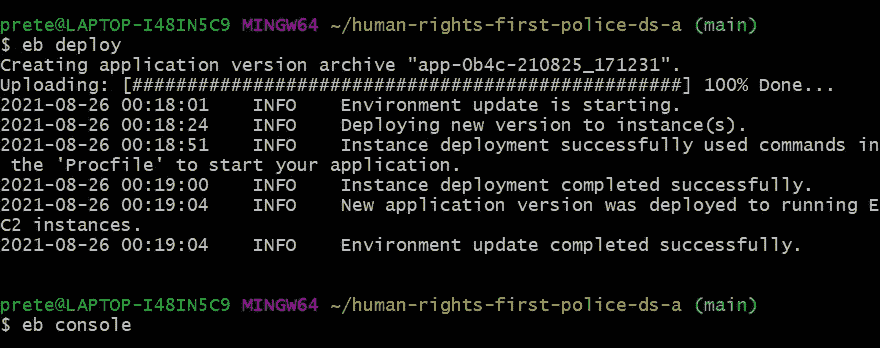 prete@LAPTOP-I48IN5C9 MINGW64 ~/human-rights-first-police-ds-a (main)
$ eb deploy
Creating application version archive "app-0b4c-210825_171231".
Uploading: [##################################################] 100% Done...
2021-08-26 00:18:01    INFO    Environment update is starting.
2021-08-26 00:18:24    INFO    Deploying new version to instance(s).
2021-08-26 00:18:51    INFO    Instance deployment successfully used commands in
 the 'Procfile' to start your application.
2021-08-26 00:19:00    INFO    Instance deployment completed successfully.
2021-08-26 00:19:04    INFO    New application version was deployed to running E
C2 instances.
2021-08-26 00:19:04    INFO    Environment update completed successfully.
prete@LAPTOP-I48IN5C9 MINGW64 ~/human-rights-first-police-ds-a (main)
$ eb console